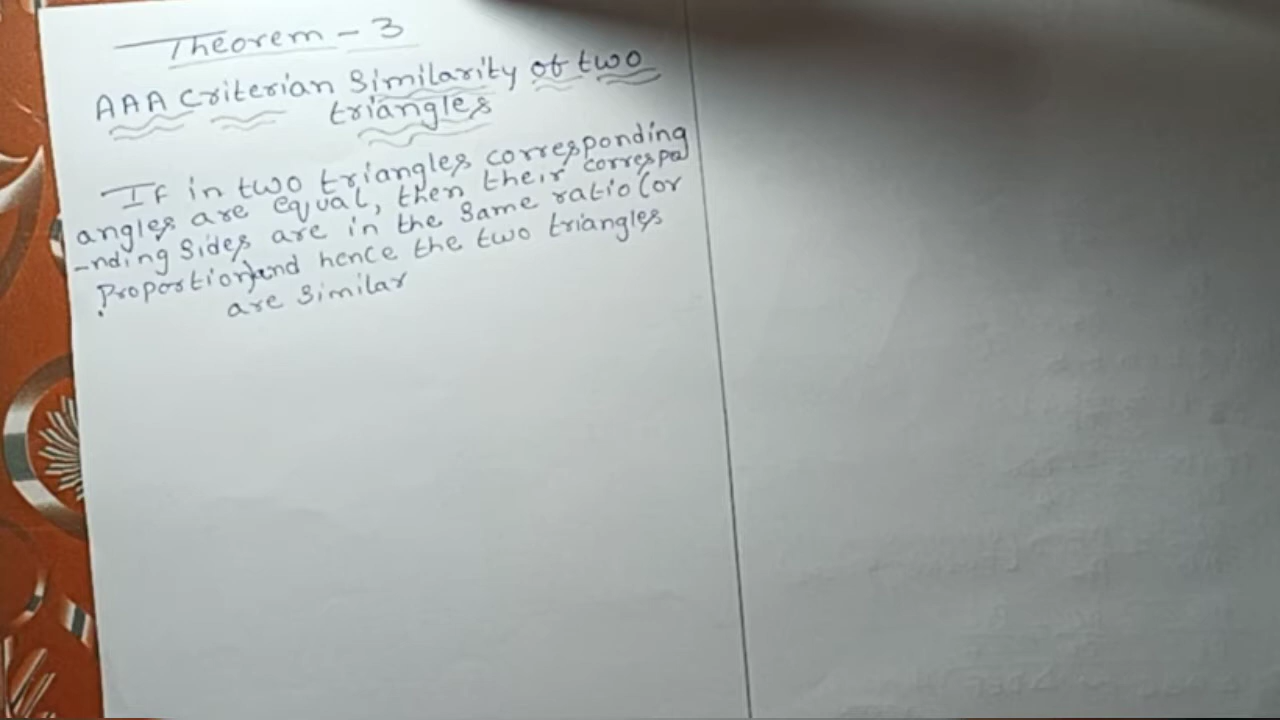 Theorem - 3
AAA Criterian Similarity of two
triangles
If in two triangles corresponding
angles are equal, then their correspo
-nding Sides are in the Same ratio (or
Proportion) and hence the two triangles
are Similar